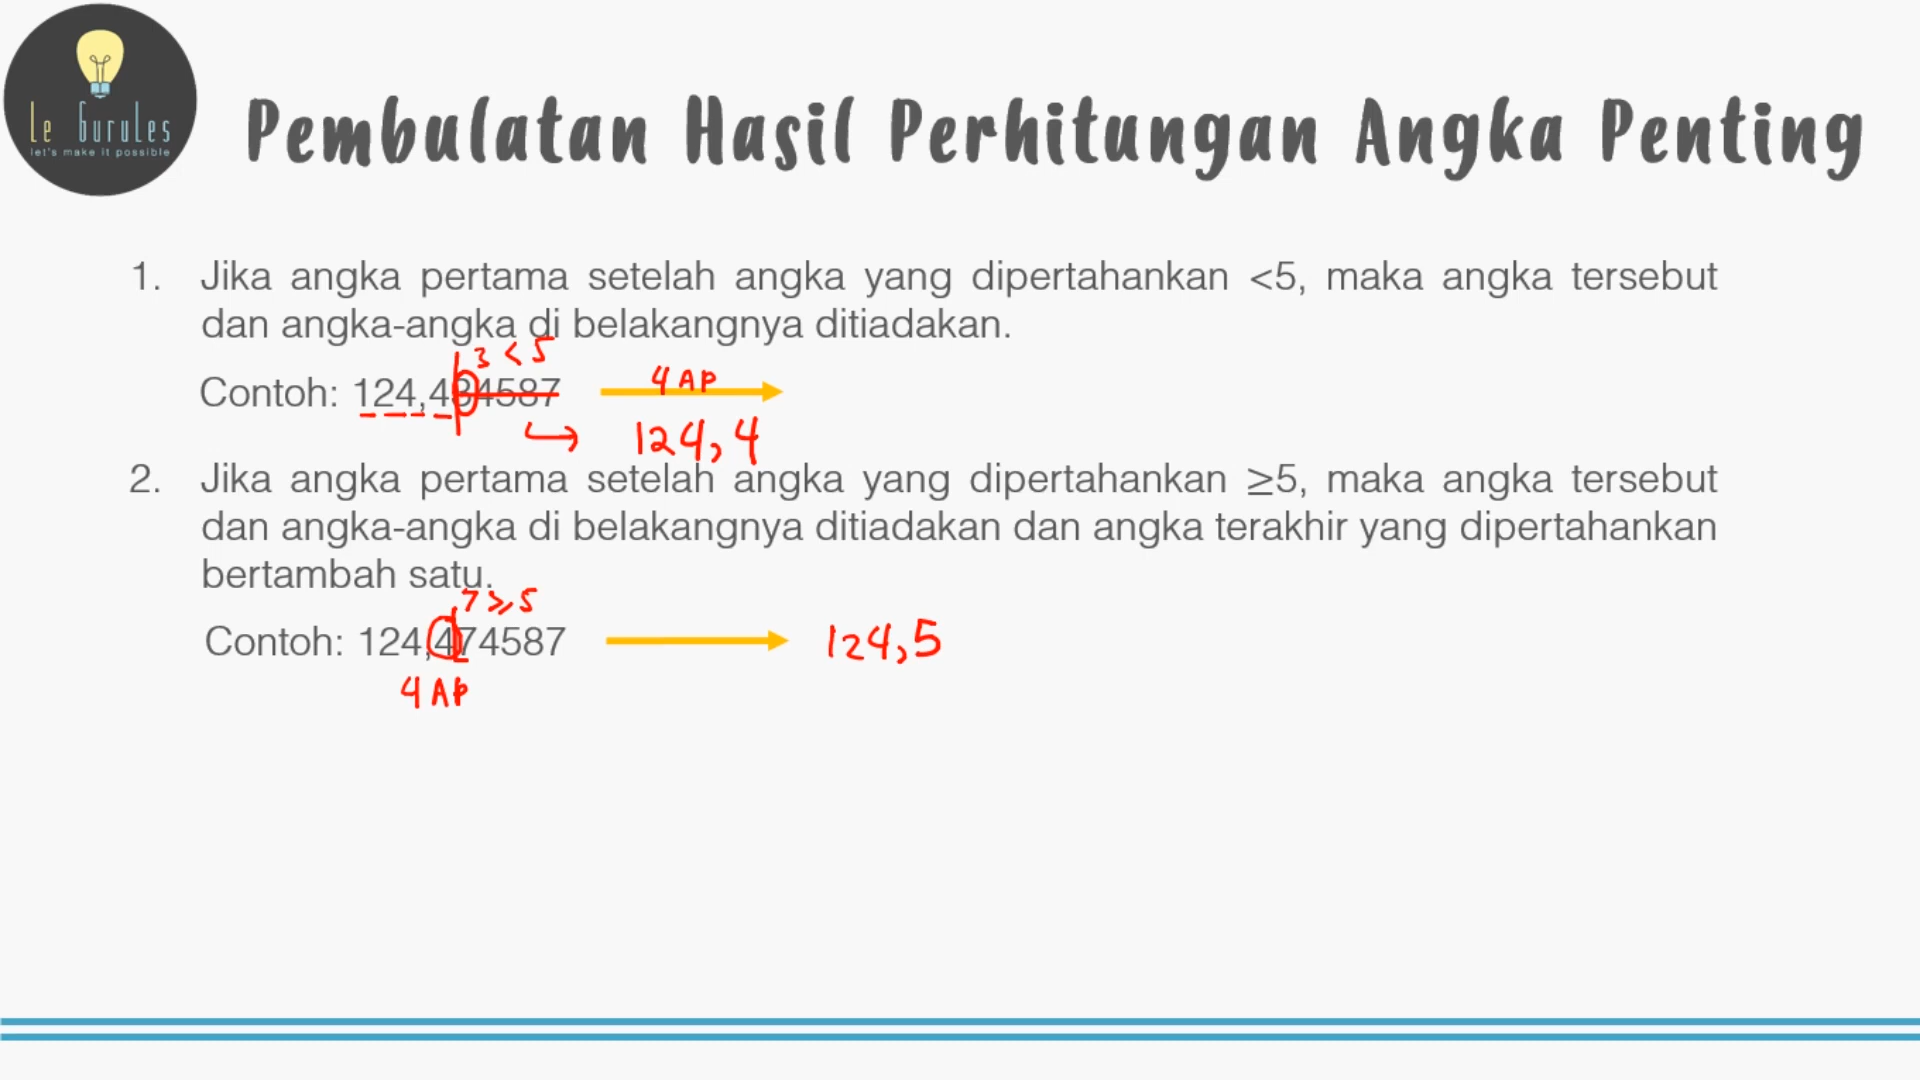 Le Gurules
let's make it possible
Pembulatan Hasil Perhitungan Angka Penting
1. Jika angka pertama setelah angka yang dipertahankan <5, maka angka tersebut
dan angka-angka di belakangnya ditiadakan.
3 < 5
Contoh: 124,434587
4 AP
124,4
2. Jika angka pertama setelah angka yang dipertahankan ≥5, maka angka tersebut
dan angka-angka di belakangnya ditiadakan dan angka terakhir yang dipertahankan
bertambah satu.
7 ≥ 5
Contoh: 124,474587
124,5
4 AP